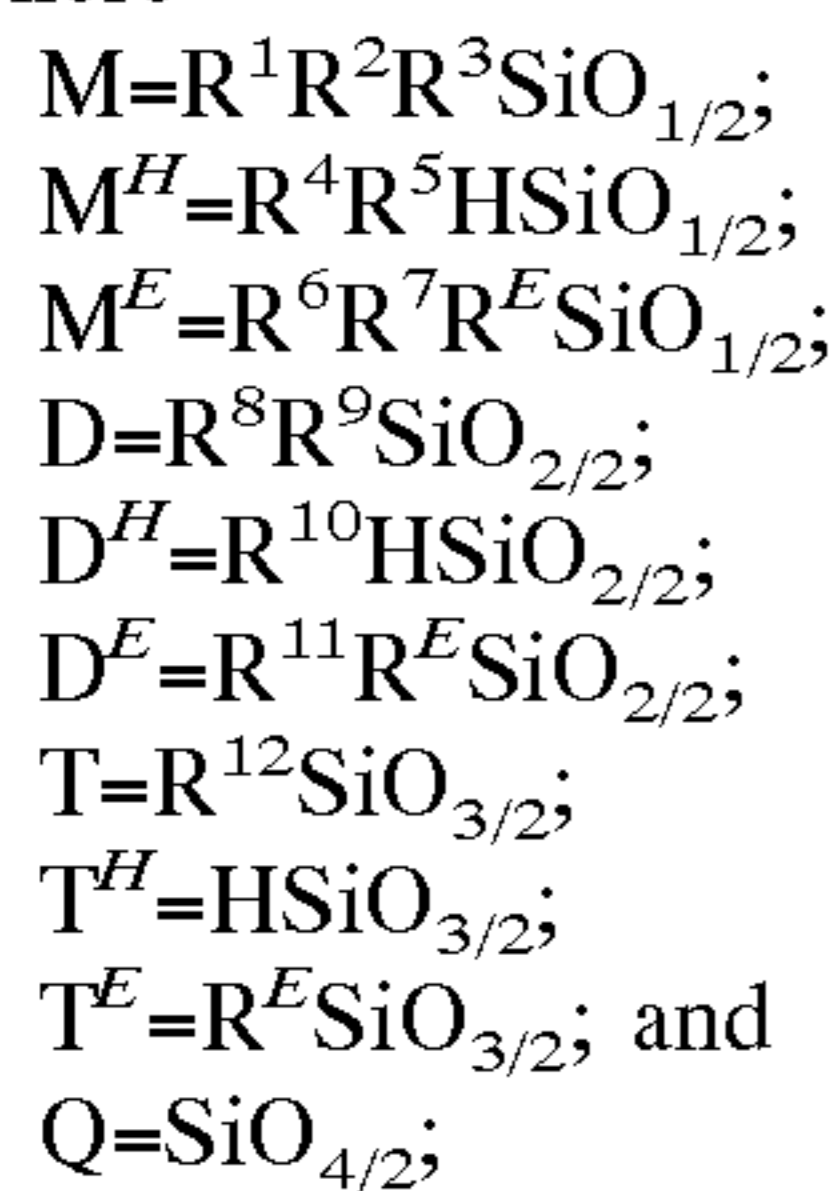 M=R¹R²R³SiO₁/₂;
Mᴴ=R⁴R⁵HSiO₁/₂;
Mᴱ=R⁶R⁷RᴱSiO₁/₂;
D=R⁸R⁹SiO₂/₂;
Dᴴ=R¹⁰HSiO₂/₂;
Dᴱ=R¹¹RᴱSiO₂/₂;
T=R¹²SiO₃/₂;
Tᴴ=HSiO₃/₂;
Tᴱ=RᴱSiO₃/₂; and
Q=SiO₄/₂;